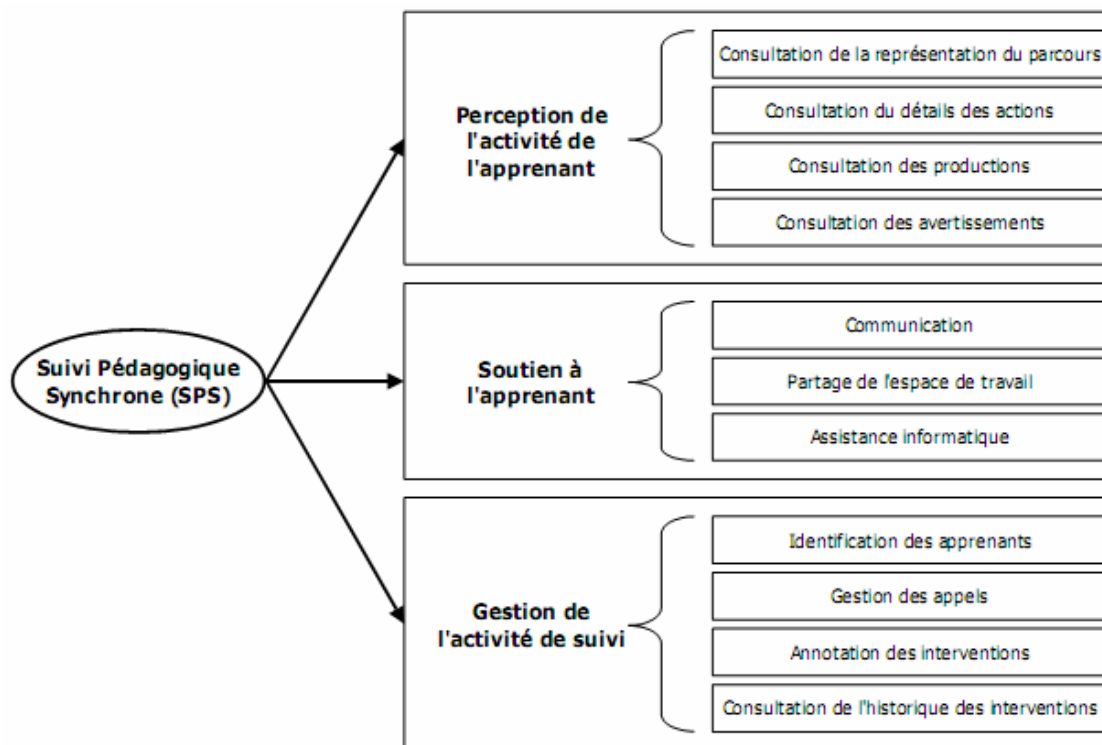 Suivi Pédagogique
Synchrone (SPS)
Perception de
l'activité de
l'apprenant
Consultation de la représentation du parcours
Consultation du détails des actions
Consultation des productions
Consultation des avertissements
Soutien à
l'apprenant
Communication
Partage de l'espace de travail
Assistance informatique
Gestion de
l'activité de suivi
Identification des apprenants
Gestion des appels
Annotation des interventions
Consultation de l'historique des interventions